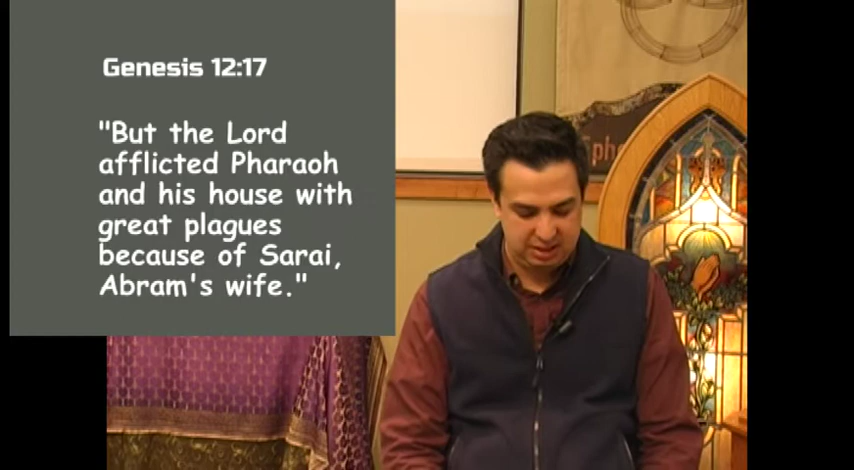 Genesis 12:17
"But the Lord
afflicted Pharaoh
and his house with
great plagues
because of Sarai,
Abram's wife."
Ephe